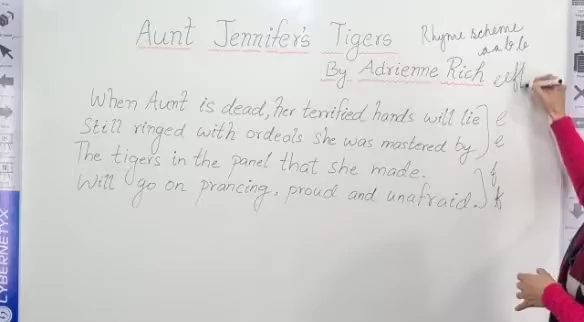 Aunt Jennifer's Tigers
Rhyme scheme
aabb
By: Adrienne Rich
eeff
When Aunt is dead, her terrified hands will lie e
Still ringed with ordeals she was mastered by e
The tigers in the panel that she made. f
Will go on prancing, proud and unafraid. f
CYBERNETYX